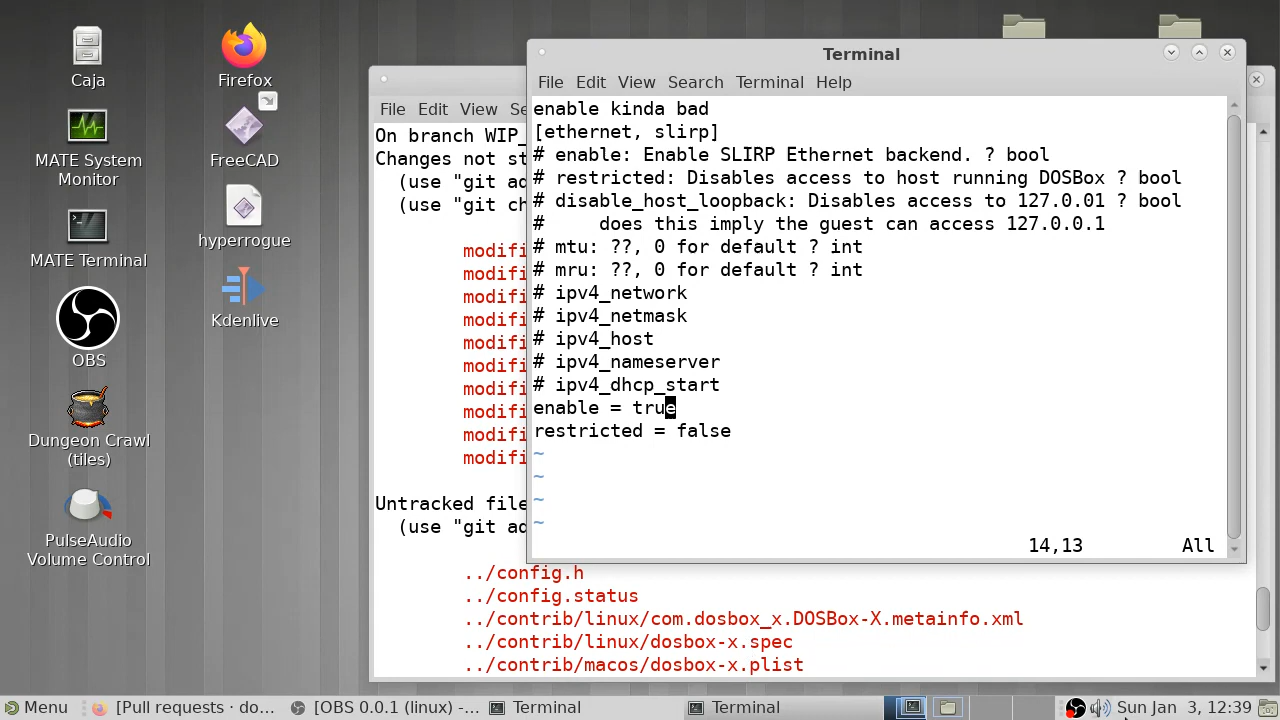 Caja
MATE System
Monitor
MATE Terminal
OBS
Dungeon Crawl
(tiles)
PulseAudio
Volume Control
Firefox
FreeCAD
hyperrogue
Kdenlive
File Edit View Se
On branch WIP_
Changes not st
(use "git ad
(use "git ch
modifi
modifi
modifi
modifi
modifi
modifi
modifi
modifi
modifi
modifi
Untracked file
(use "git ad
../config.h
../config.status
../contrib/linux/com.dosbox_x.DOSBox-X.metainfo.xml
../contrib/linux/dosbox-x.spec
../contrib/macos/dosbox-x.plist
Terminal
File Edit View Search Terminal Help
enable kinda bad
[ethernet, slirp]
# enable: Enable SLIRP Ethernet backend. ? bool
# restricted: Disables access to host running DOSBox ? bool
# disable_host_loopback: Disables access to 127.0.01 ? bool
#     does this imply the guest can access 127.0.0.1
# mtu: ??, 0 for default ? int
# mru: ??, 0 for default ? int
# ipv4_network
# ipv4_netmask
# ipv4_host
# ipv4_nameserver
# ipv4_dhcp_start
enable = true
restricted = false
~
~
~
~
14,13 All
Menu [Pull requests · do... [OBS 0.0.1 (linux) -... Terminal Terminal Sun Jan 3, 12:39